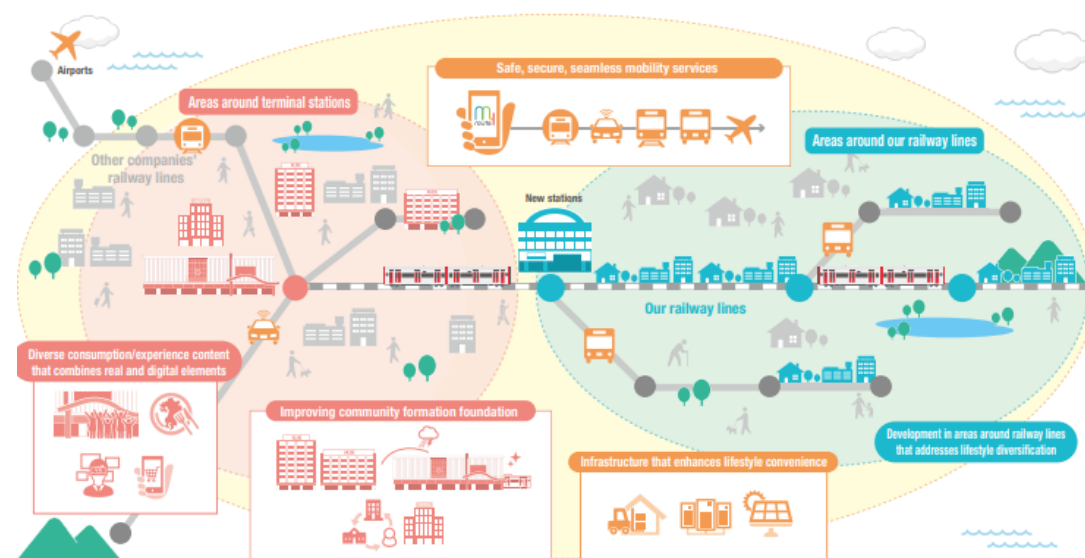 Airports
Safe, secure, seamless mobility services
Areas around terminal stations
Areas around our railway lines
Other companies'
railway lines
New stations
Our railway lines
Diverse consumption/experience content
that combines real and digital elements
Improving community formation foundation
Infrastructure that enhances lifestyle convenience
Development in areas around railway lines
that addresses lifestyle diversification